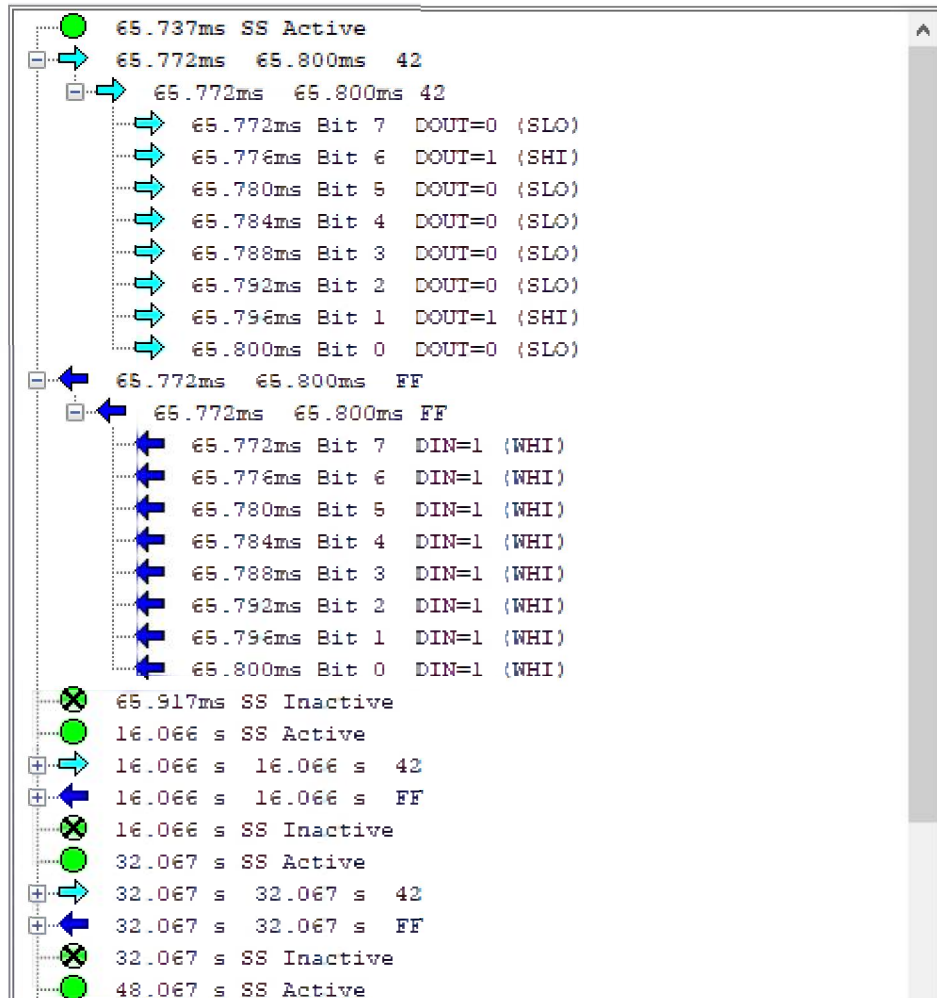 65.737ms SS Active
65.772ms 65.800ms 42
65.772ms 65.800ms 42
65.772ms Bit 7 DOUT=0 (SLO)
65.776ms Bit 6 DOUT=1 (SHI)
65.780ms Bit 5 DOUT=0 (SLO)
65.784ms Bit 4 DOUT=0 (SLO)
65.788ms Bit 3 DOUT=0 (SLO)
65.792ms Bit 2 DOUT=0 (SLO)
65.796ms Bit 1 DOUT=1 (SHI)
65.800ms Bit 0 DOUT=0 (SLO)
65.772ms 65.800ms FF
65.772ms 65.800ms FF
65.772ms Bit 7 DIN=1 (WHI)
65.776ms Bit 6 DIN=1 (WHI)
65.780ms Bit 5 DIN=1 (WHI)
65.784ms Bit 4 DIN=1 (WHI)
65.788ms Bit 3 DIN=1 (WHI)
65.792ms Bit 2 DIN=1 (WHI)
65.796ms Bit 1 DIN=1 (WHI)
65.800ms Bit 0 DIN=1 (WHI)
65.917ms SS Inactive
16.066 s SS Active
16.066 s 16.066 s 42
16.066 s 16.066 s FF
16.066 s SS Inactive
32.067 s SS Active
32.067 s 32.067 s 42
32.067 s 32.067 s FF
32.067 s SS Inactive
48.067 s SS Active